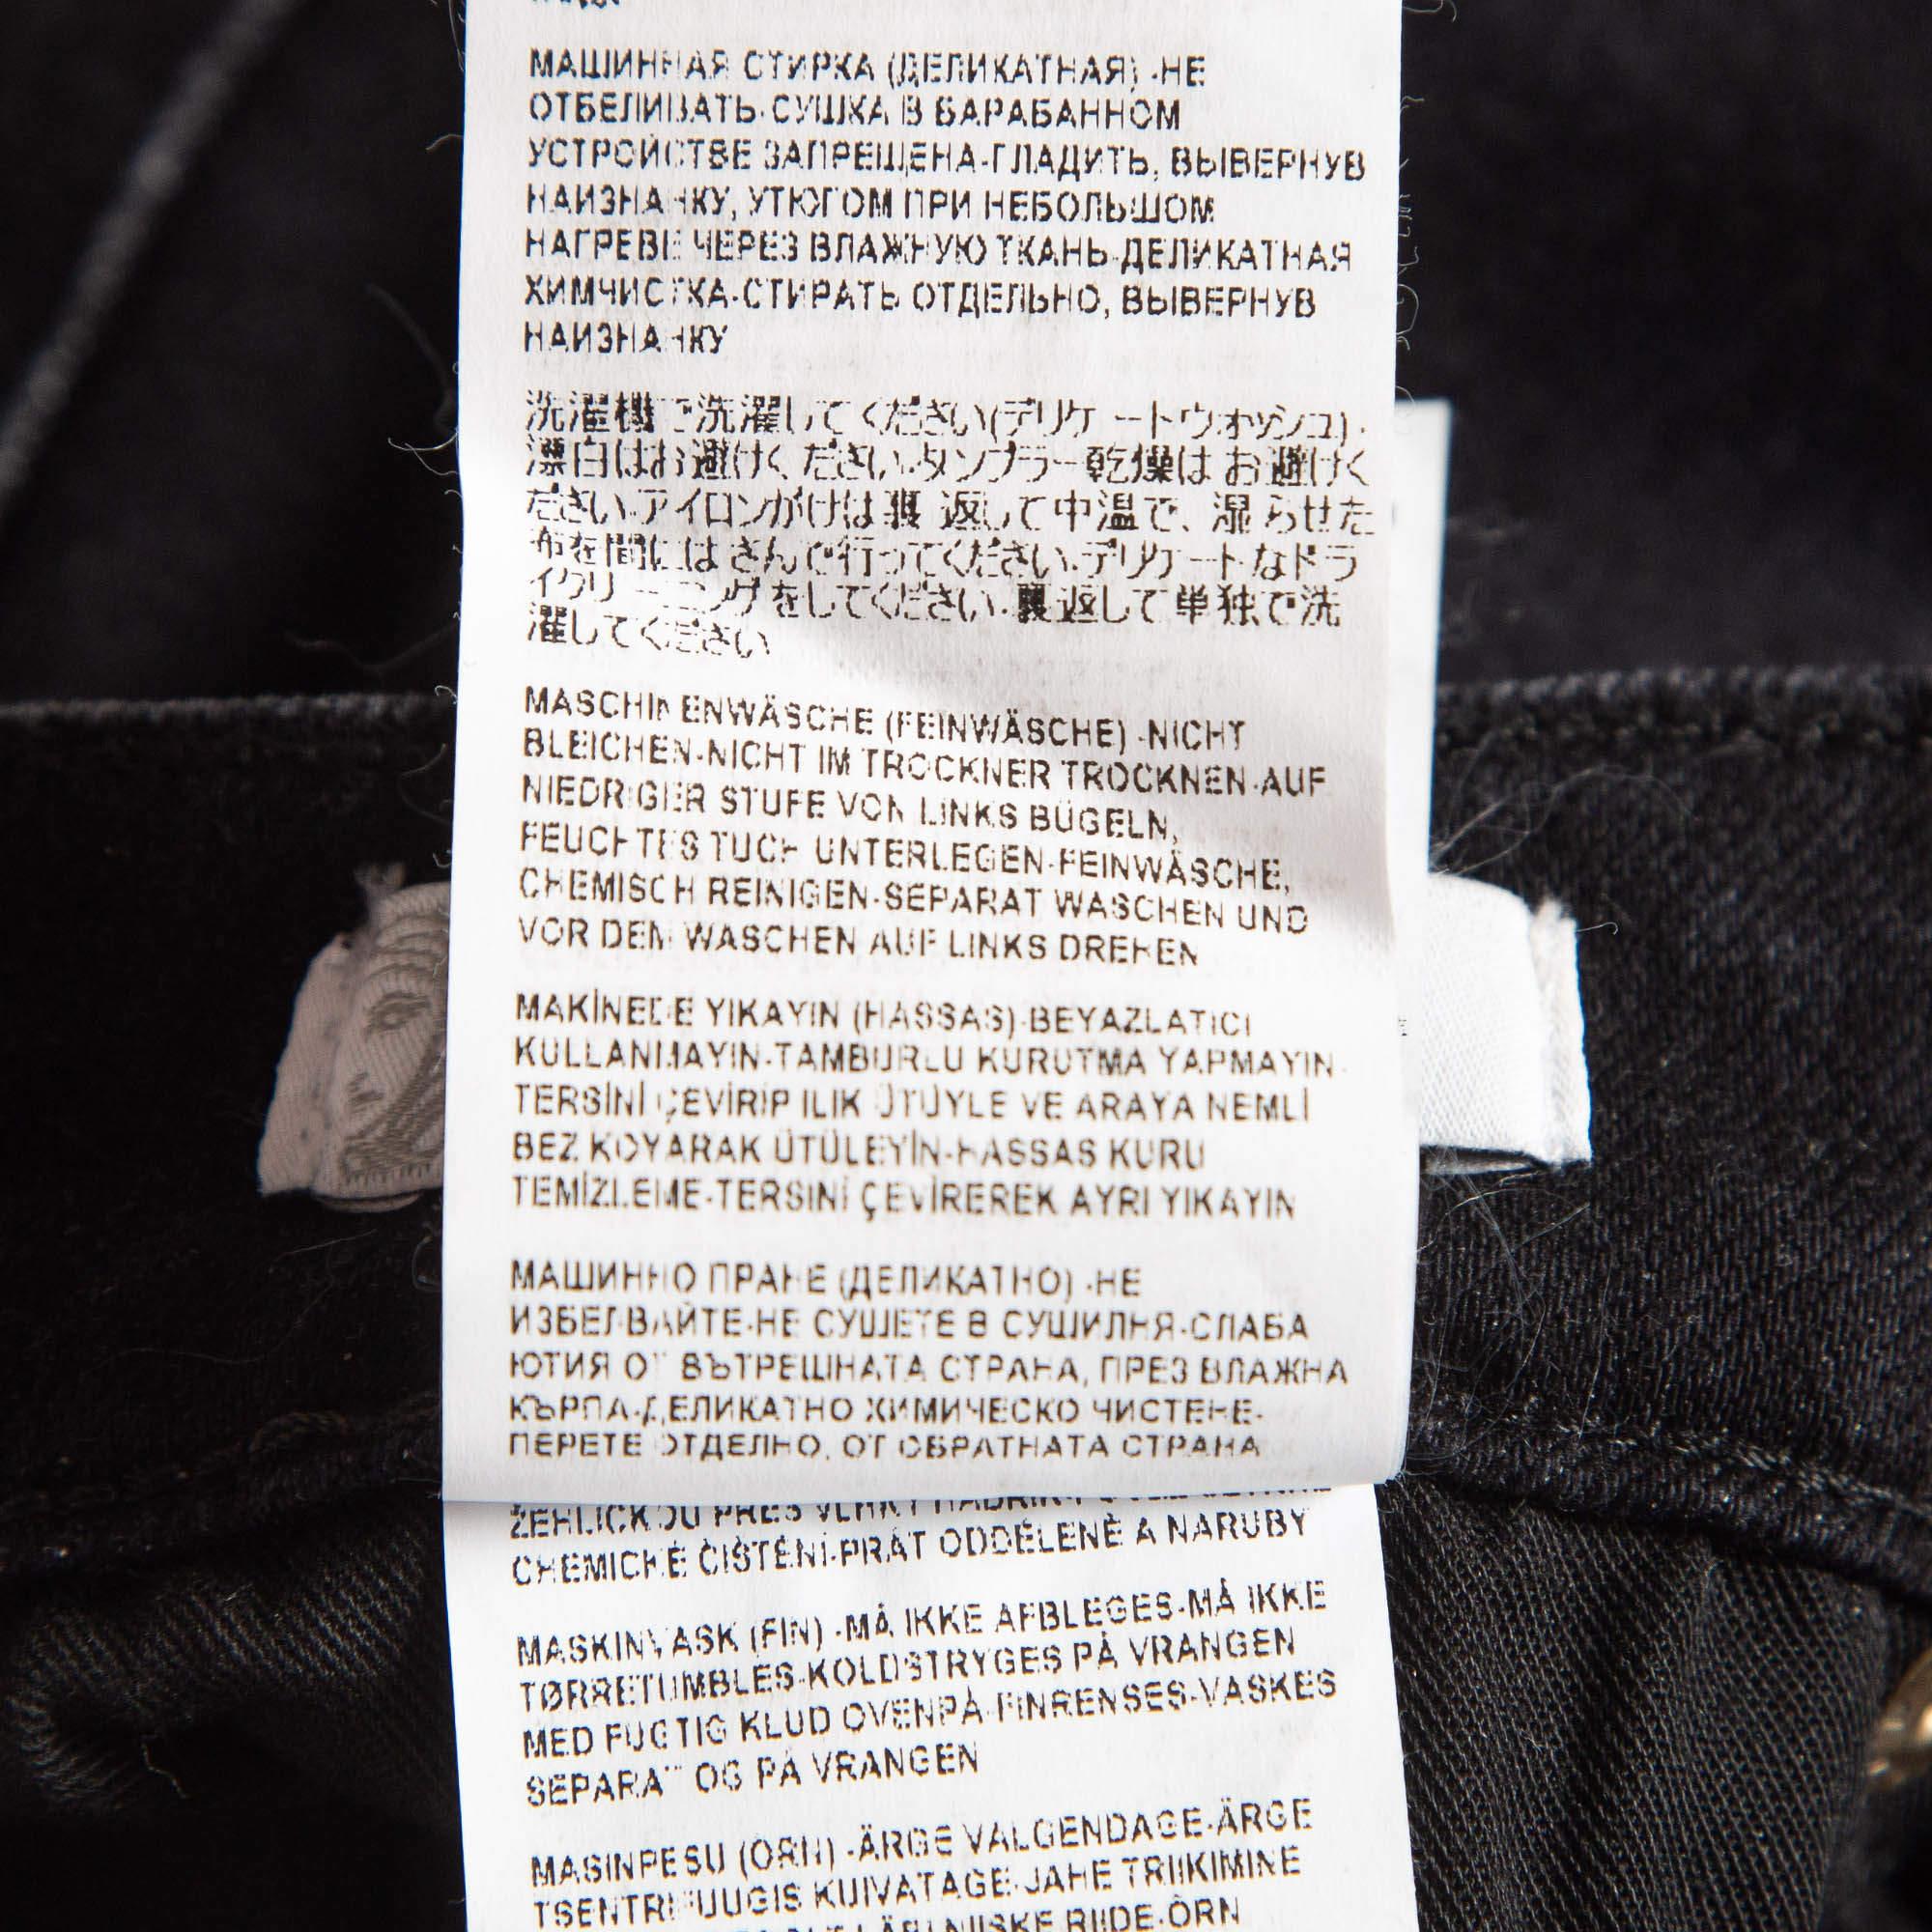 МАШИННАЯ СТИРКА (ДЕЛИКАТНАЯ) -НЕ
ОТБЕЛИВАТЬ-СУШКА В БАРАБАННОМ
УСТРОЙСТВЕ ЗАПРЕЩЕНА-ГЛАДИТЬ, ВЫВЕРНУВ
НАИЗНАНКУ, УТЮГОМ ПРИ НЕБОЛЬШОМ
НАГРЕВЕ ЧЕРЕЗ ВЛАЖНУЮ ТКАНЬ-ДЕЛИКАТНАЯ
ХИМЧИСТКА-СТИРАТЬ ОТДЕЛЬНО, ВЫВЕРНУВ
НАИЗНАНКУ
洗濯機で洗濯してください(デリケートウォッシュ)-
漂白はお避けください-タンブラー乾燥はお避けく
ださい-アイロンがけは裏返して中温で、湿らせた
布を間にはさんで行ってください-デリケートなドラ
イクリーニングをしてください-裏返して単独で洗
濯してください
MASCHINENWÄSCHE (FEINWÄSCHE) -NICHT
BLEICHEN-NICHT IM TROCKNER TROCKNEN-AUF
NIEDRIGER STUFE VON LINKS BÜGELN,
FEUCHTES TUCH UNTERLEGEN-FEINWÄSCHE,
CHEMISCH REINIGEN-SEPARAT WASCHEN UND
VOR DEM WASCHEN AUF LINKS DREHEN
MAKİNEDE YIKAYIN (HASSAS)-BEYAZLATICI
KULLANMAYIN-TAMBURLU KURUTMA YAPMAYIN-
TERSİNİ ÇEVİRİP ILIK ÜTÜYLE VE ARAYA NEMLİ
BEZ KOYARAK ÜTÜLEYİN-HASSAS KURU
TEMİZLEME-TERSİNİ ÇEVİREREK AYRI YIKAYIN
МАШИННО ПРАНЕ (ДЕЛИКАТНО) -НЕ
ИЗБЕЛВАЙТЕ-НЕ СУШЕТЕ В СУШИЛНЯ-СЛАБА
ЮТИЯ ОТ ВЪТРЕШНАТА СТРАНА, ПРЕЗ ВЛАЖНА
КЪРПА-ДЕЛИКАТНО ХИМИЧЕСКО ЧИСТЕНЕ-
ПЕРЕТЕ ОТДЕЛНО, ОТ ОБРАТНАТА СТРАНА
ŽEHLIČKOU PŘES VLHKÝ
CHEMICKÉ ČIŠTĚNÍ-PRÁT ODDĚLENĚ A NARUBY
MASKINVASK (FIN) -MÅ IKKE AFBLEGES-MÅ IKKE
TØRRETUMBLES-KOLDSTRYGES PÅ VRANGEN
MED FUGTIG KLUD OVENPÅ-FINRENSES-VASKES
SEPARAT OG PÅ VRANGEN
MASINPESU (ÕRN) -ÄRGE VALGENDAGE-ÄRGE
TSENTRIFUUGIS KUIVATAGE-JAHE TRIIKIMINE
LÄBI NIISKE RIIDE-ÕRN